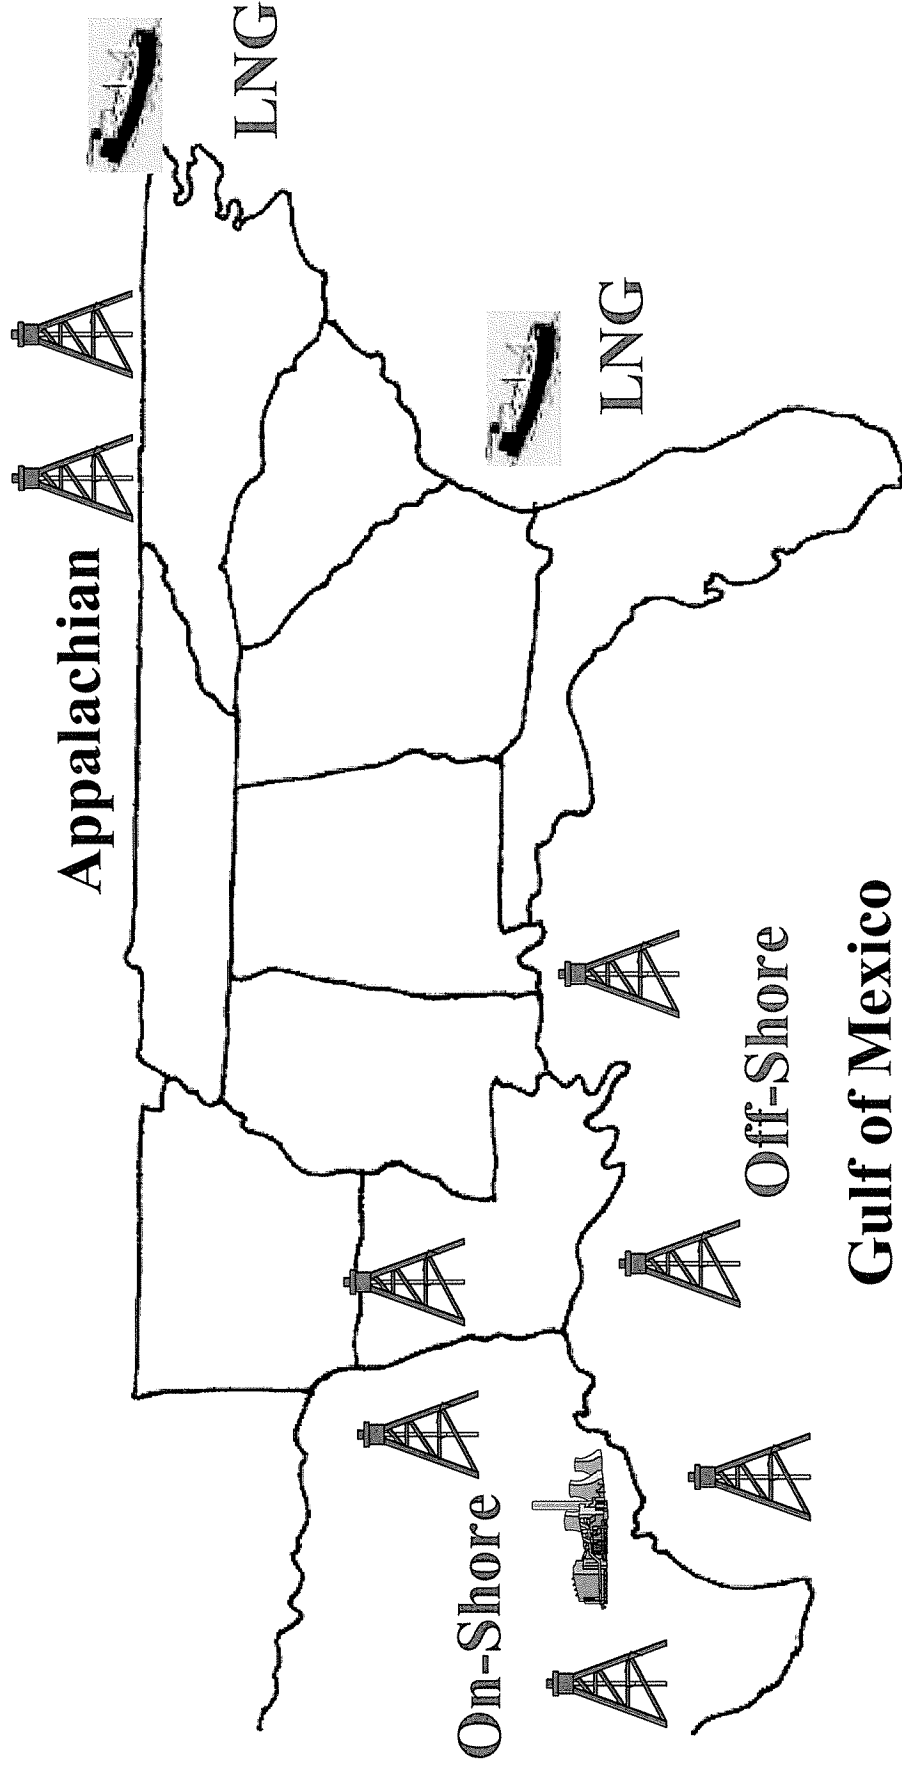 Appalachian
LNG
LNG
On-Shore
Off-Shore
Gulf of Mexico